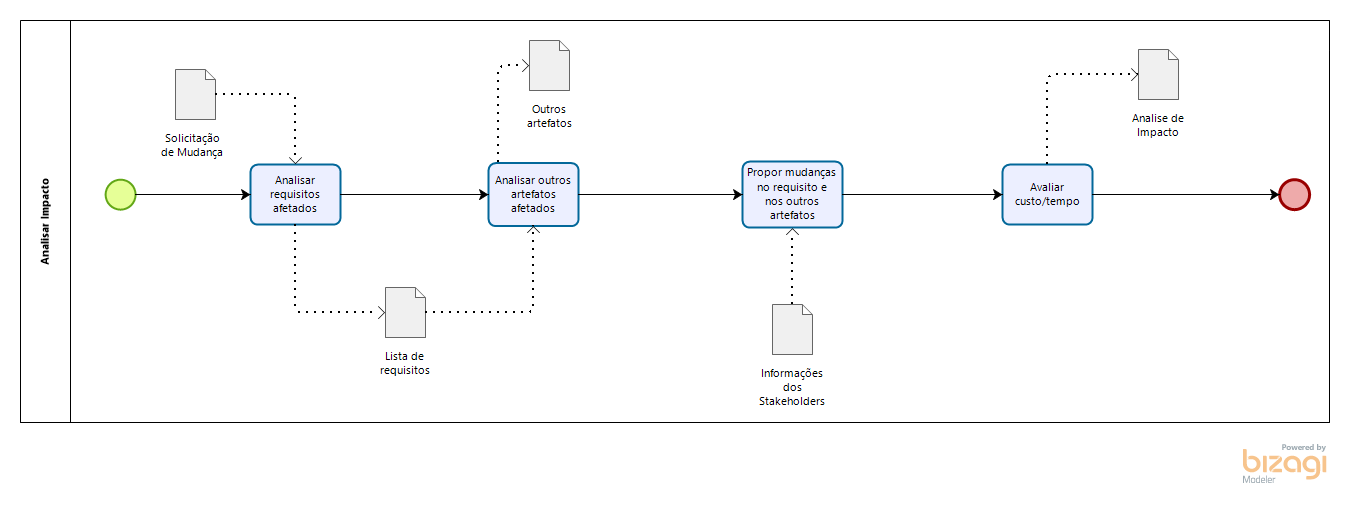 Analisar Impacto
Solicitação
de Mudança
Outros
artefatos
Analise de
Impacto
Analisar
requisitos
afetados
Analisar outros
artefatos
afetados
Propor mudanças
no requisito e
nos outros
artefatos
Avaliar
custo/tempo
Lista de
requisitos
Informações
dos
Stakeholders
Powered by
bizagi
Modeler